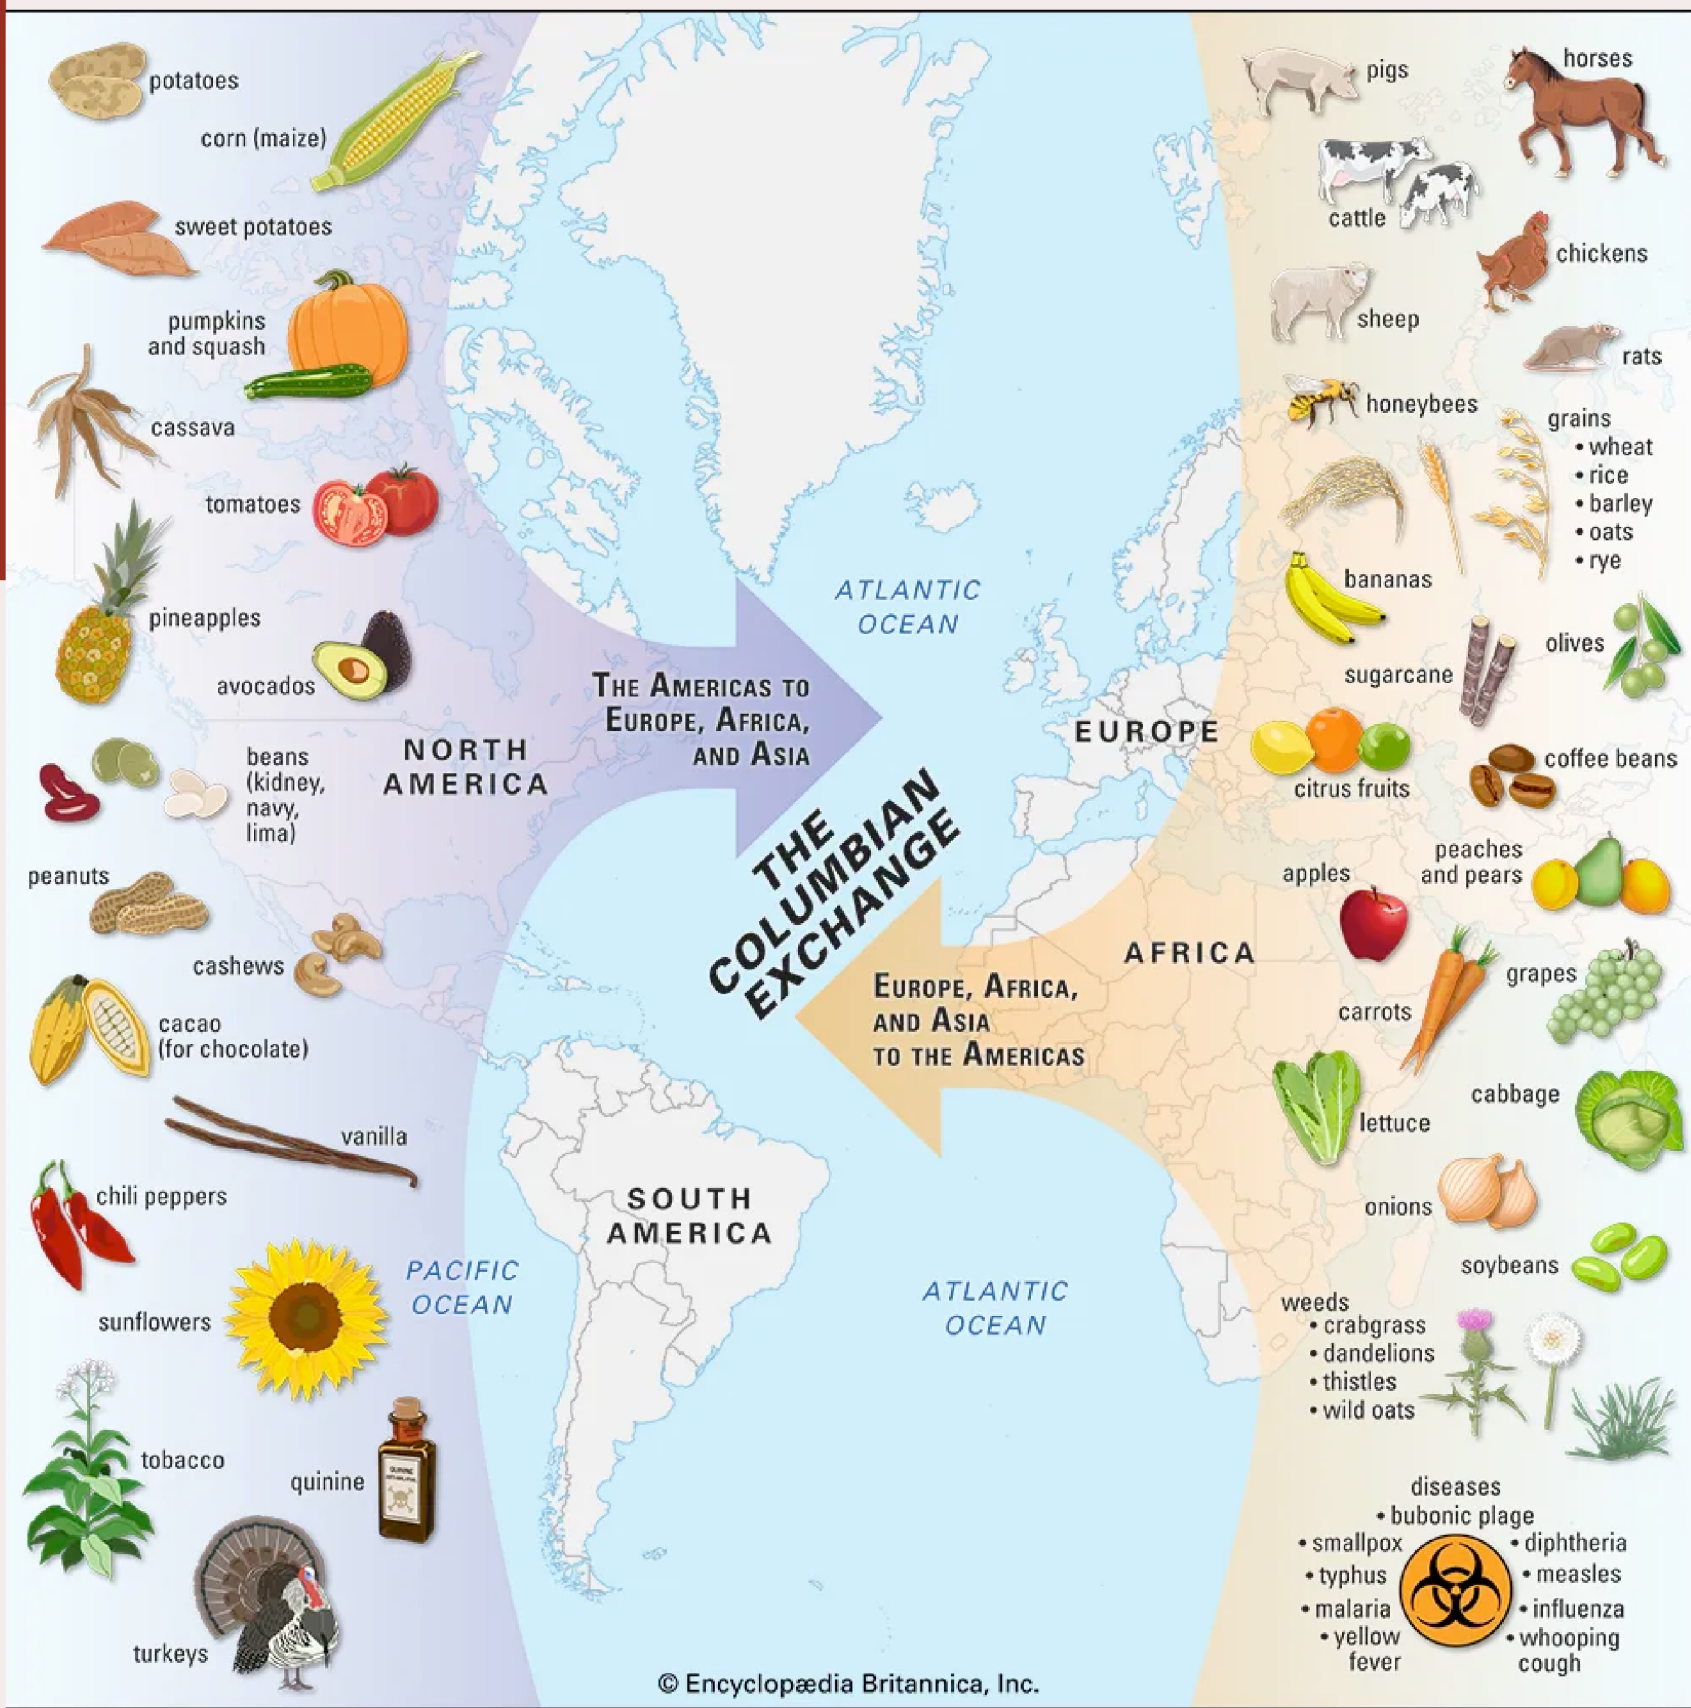 potatoes
corn (maize)
sweet potatoes
pumpkins
and squash
cassava
tomatoes
pineapples
avocados
beans
(kidney,
navy,
lima)
peanuts
cashews
cacao
(for chocolate)
vanilla
chili peppers
sunflowers
tobacco
quinine
QUININE
turkeys
NORTH
AMERICA
THE AMERICAS TO
EUROPE, AFRICA,
AND ASIA
ATLANTIC
OCEAN
EUROPE
THE
COLUMBIAN
EXCHANGE
AFRICA
EUROPE, AFRICA,
AND ASIA
TO THE AMERICAS
SOUTH
AMERICA
PACIFIC
OCEAN
ATLANTIC
OCEAN
pigs
horses
cattle
chickens
sheep
rats
honeybees
grains
• wheat
• rice
• barley
• oats
• rye
bananas
olives
sugarcane
citrus fruits
coffee beans
peaches
and pears
apples
grapes
carrots
cabbage
lettuce
onions
soybeans
weeds
• crabgrass
• dandelions
• thistles
• wild oats
diseases
• bubonic plage
• smallpox
• typhus
• malaria
• yellow
fever
• diphtheria
• measles
• influenza
• whooping
cough
© Encyclopædia Britannica, Inc.